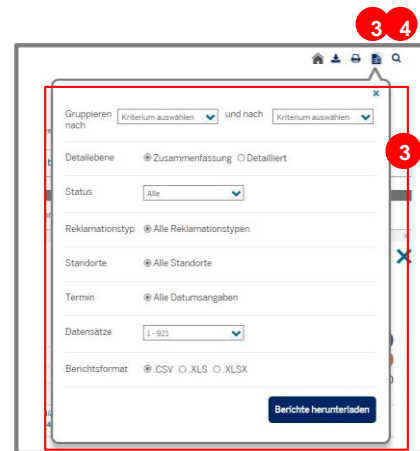 3 4
×
Gruppieren nach Kriterium auswählen und nach Kriterium auswählen
3
Detailebene Zusammenfassung Detailliert
Status Alle
Reklamationstyp Alle Reklamationstypen
Standorte Alle Standorte
Termin Alle Datumsangaben
Datensätze 1 - 921
Berichtsformat .CSV .XLS .XLSX
Berichte herunterladen